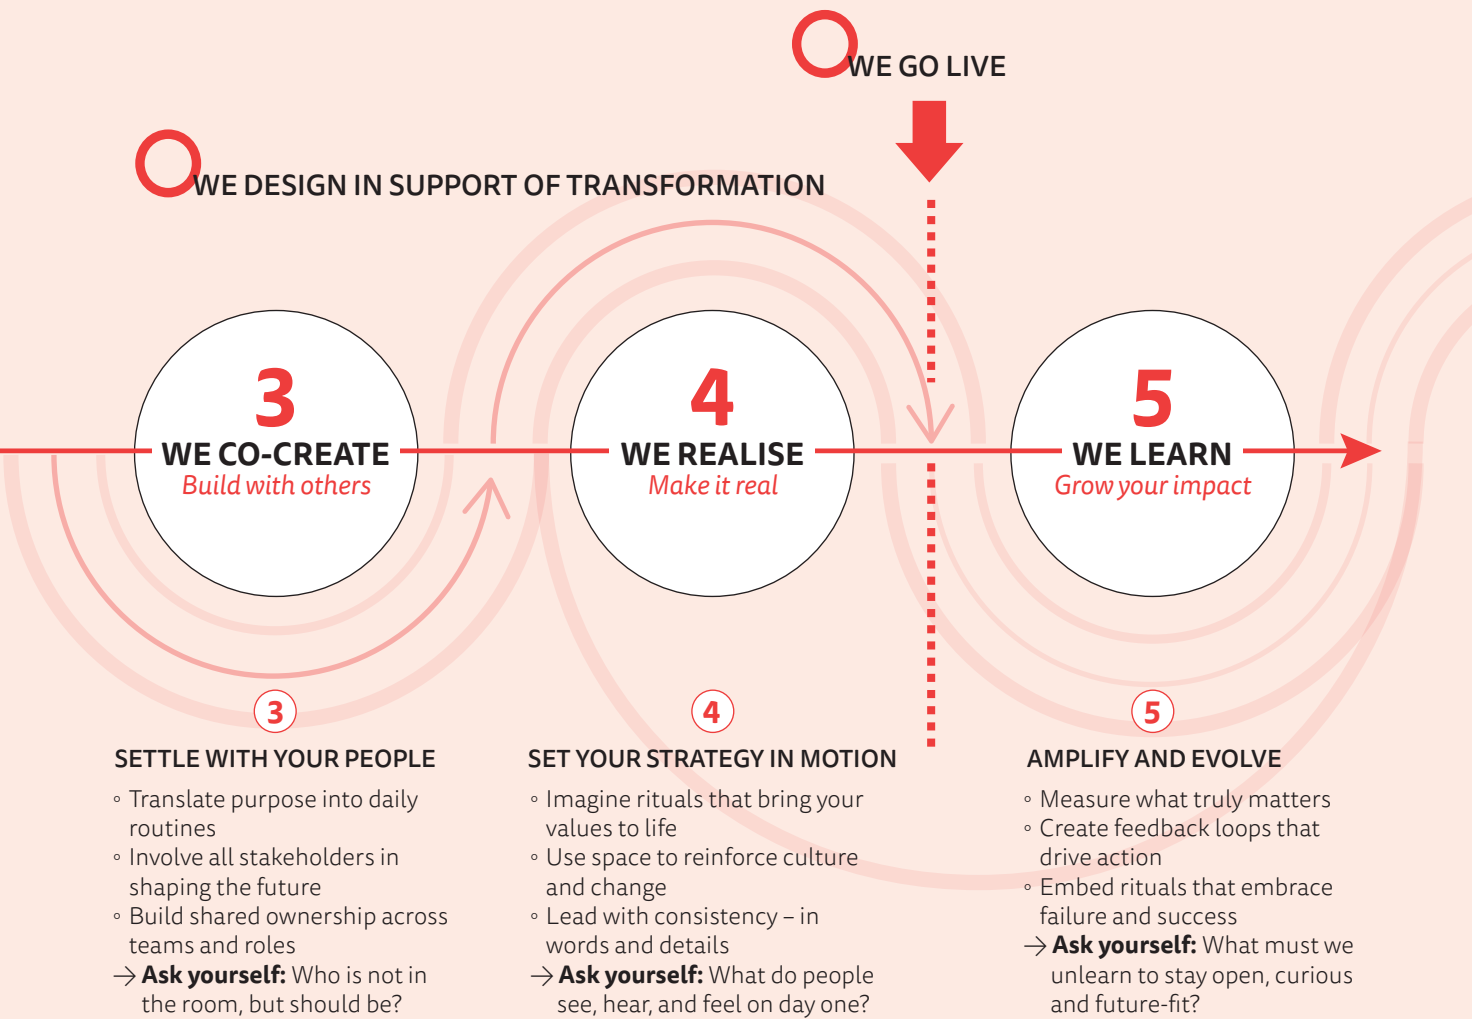 WE GO LIVE
WE DESIGN IN SUPPORT OF TRANSFORMATION
3
WE CO-CREATE
Build with others
4
WE REALISE
Make it real
5
WE LEARN
Grow your impact
3
SETTLE WITH YOUR PEOPLE
◦ Translate purpose into daily
routines
◦ Involve all stakeholders in
shaping the future
◦ Build shared ownership across
teams and roles
→ Ask yourself: Who is not in
the room, but should be?
4
SET YOUR STRATEGY IN MOTION
◦ Imagine rituals that bring your
values to life
◦ Use space to reinforce culture
and change
◦ Lead with consistency – in
words and details
→ Ask yourself: What do people
see, hear, and feel on day one?
5
AMPLIFY AND EVOLVE
◦ Measure what truly matters
◦ Create feedback loops that
drive action
◦ Embed rituals that embrace
failure and success
→ Ask yourself: What must we
unlearn to stay open, curious
and future-fit?